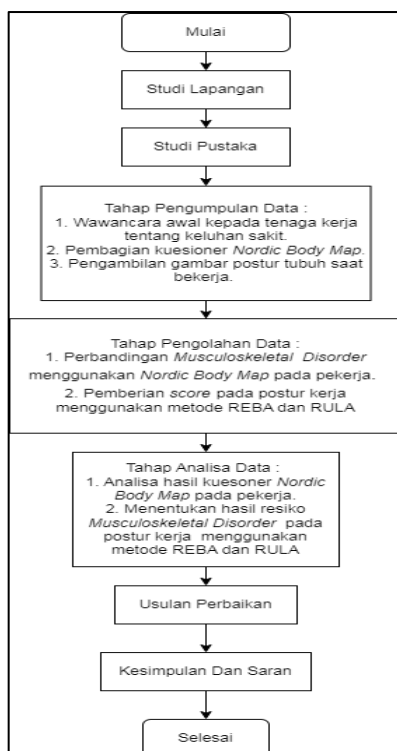 Mulai
Studi Lapangan
Studi Pustaka
Tahap Pengumpulan Data :
1. Wawancara awal kepada tenaga kerja
tentang keluhan sakit.
2. Pembagian kuesioner Nordic Body Map.
3. Pengambilan gambar postur tubuh saat
bekerja.
Tahap Pengolahan Data :
1. Perbandingan Musculoskeletal Disorder
menggunakan Nordic Body Map pada pekerja.
2. Pemberian score pada postur kerja
menggunakan metode REBA dan RULA
Tahap Analisa Data :
1. Analisa hasil kuesoner Nordic
Body Map pada pekerja.
2. Menentukan hasil resiko
Musculoskeletal Disorder pada
postur kerja menggunakan
metode REBA dan RULA
Usulan Perbaikan
Kesimpulan Dan Saran
Selesai